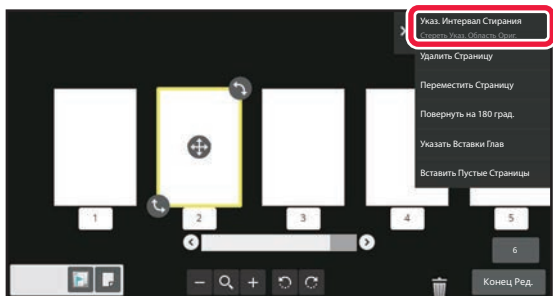 Указ. Интервал Стирания
Стереть Указ. Область Ориг.
Удалить Страницу
Переместить Страницу
Повернуть на 180 град.
Указать Вставки Глав
Вставить Пустые Страницы
1
2
3
4
5
6
Конец Ред.